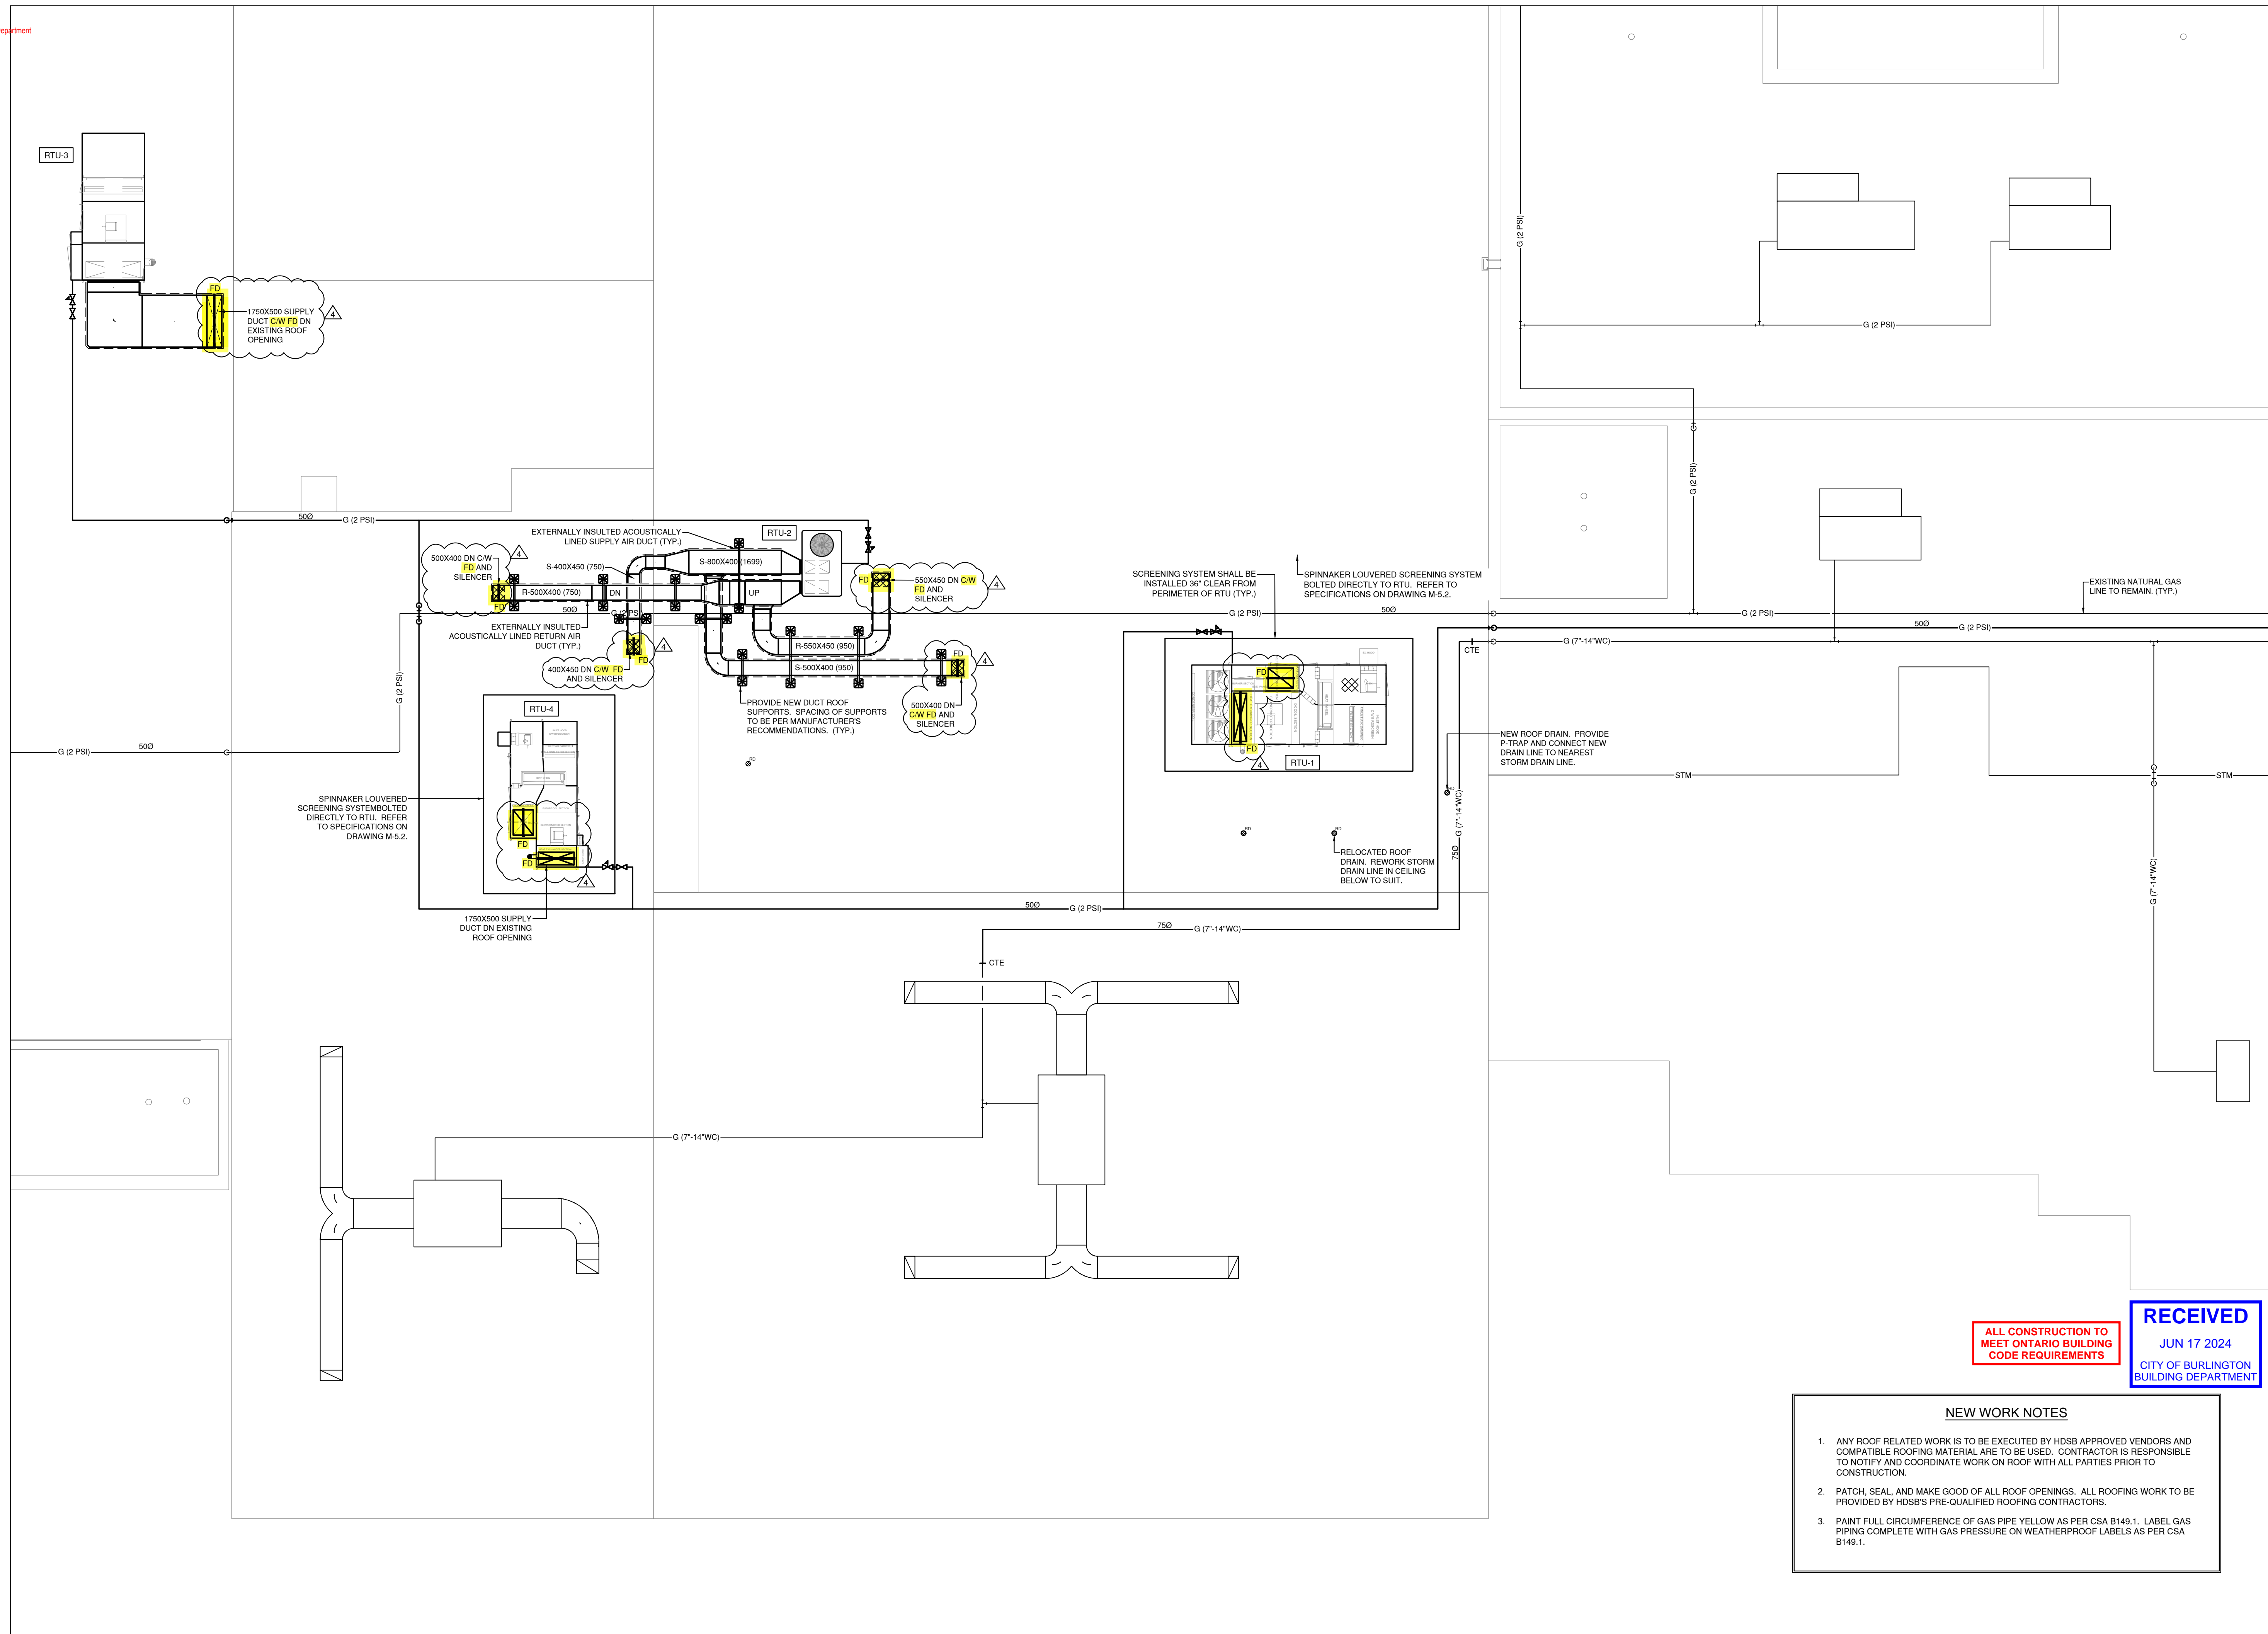 epartment
RTU-3
FD
1750X500 SUPPLY
DUCT C/W FD DN
EXISTING ROOF
OPENING
4
G (2 PSI)
G (2 PSI)
G (2 PSI)
50Ø
G (2 PSI)
EXTERNALLY INSULTED ACOUSTICALLY
LINED SUPPLY AIR DUCT (TYP.)
RTU-2
500X400 DN C/W
FD AND
SILENCER
4
FD
S-400X450 (750)
S-800X400 (1699)
R-500X400 (750)
DN
UP
FD
550X450 DN C/W
FD AND
SILENCER
4
50Ø
G (2 PSI)
EXTERNALLY INSULTED
ACOUSTICALLY LINED RETURN AIR
DUCT (TYP.)
400X450 DN C/W FD
AND SILENCER
FD
4
R-550X450 (950)
S-500X400 (950)
FD
4
500X400 DN
C/W FD AND
SILENCER
PROVIDE NEW DUCT ROOF
SUPPORTS. SPACING OF SUPPORTS
TO BE PER MANUFACTURER'S
RECOMMENDATIONS. (TYP.)
SCREENING SYSTEM SHALL BE
INSTALLED 36" CLEAR FROM
PERIMETER OF RTU (TYP.)
SPINNAKER LOUVERED SCREENING SYSTEM
BOLTED DIRECTLY TO RTU. REFER TO
SPECIFICATIONS ON DRAWING M-5.2.
EXISTING NATURAL GAS
LINE TO REMAIN. (TYP.)
G (2 PSI)
50Ø
G (2 PSI)
50Ø
G (2 PSI)
CTE
G (7"-14"WC)
FD
FD
4
RTU-1
G (2 PSI)
G (2 PSI)
50Ø
RTU-4
FD
FD
4
SPINNAKER LOUVERED
SCREENING SYSTEMBOLTED
DIRECTLY TO RTU. REFER
TO SPECIFICATIONS ON
DRAWING M-5.2.
1750X500 SUPPLY
DUCT DN EXISTING
ROOF OPENING
RD
NEW ROOF DRAIN. PROVIDE
P-TRAP AND CONNECT NEW
DRAIN LINE TO NEAREST
STORM DRAIN LINE.
STM
STM
RD
RD
RD
RELOCATED ROOF
DRAIN. REWORK STORM
DRAIN LINE IN CEILING
BELOW TO SUIT.
75Ø
G (7"-14"WC)
G (7"-14"WC)
50Ø
G (2 PSI)
75Ø
G (7"-14"WC)
CTE
G (7"-14"WC)
ALL CONSTRUCTION TO
MEET ONTARIO BUILDING
CODE REQUIREMENTS
RECEIVED
JUN 17 2024
CITY OF BURLINGTON
BUILDING DEPARTMENT
NEW WORK NOTES
1. ANY ROOF RELATED WORK IS TO BE EXECUTED BY HDSB APPROVED VENDORS AND
COMPATIBLE ROOFING MATERIAL ARE TO BE USED. CONTRACTOR IS RESPONSIBLE
TO NOTIFY AND COORDINATE WORK ON ROOF WITH ALL PARTIES PRIOR TO
CONSTRUCTION.
2. PATCH, SEAL, AND MAKE GOOD OF ALL ROOF OPENINGS. ALL ROOFING WORK TO BE
PROVIDED BY HDSB'S PRE-QUALIFIED ROOFING CONTRACTORS.
3. PAINT FULL CIRCUMFERENCE OF GAS PIPE YELLOW AS PER CSA B149.1. LABEL GAS
PIPING COMPLETE WITH GAS PRESSURE ON WEATHERPROOF LABELS AS PER CSA
B149.1.